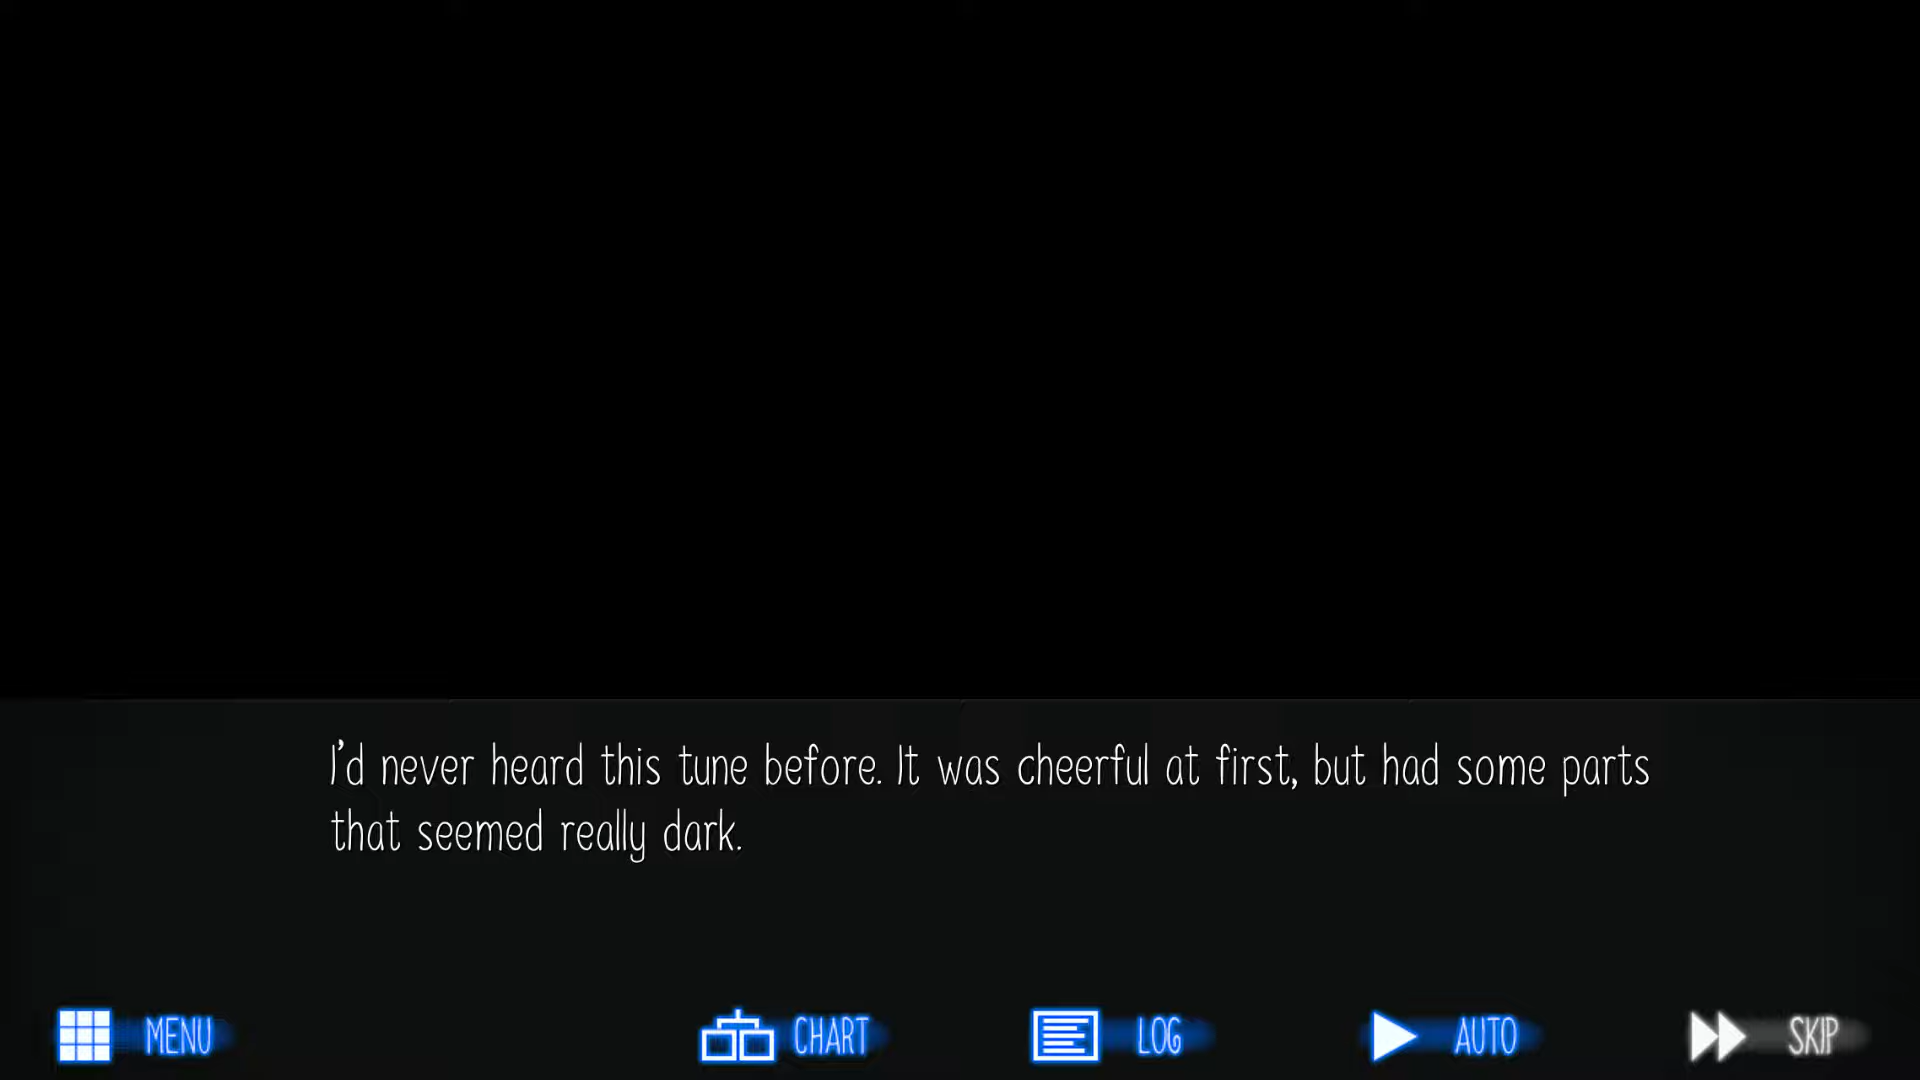 I'd never heard this tune before. It was cheerful at first, but had some parts
that seemed really dark.
MENU
CHART
LOG
AUTO
SKIP